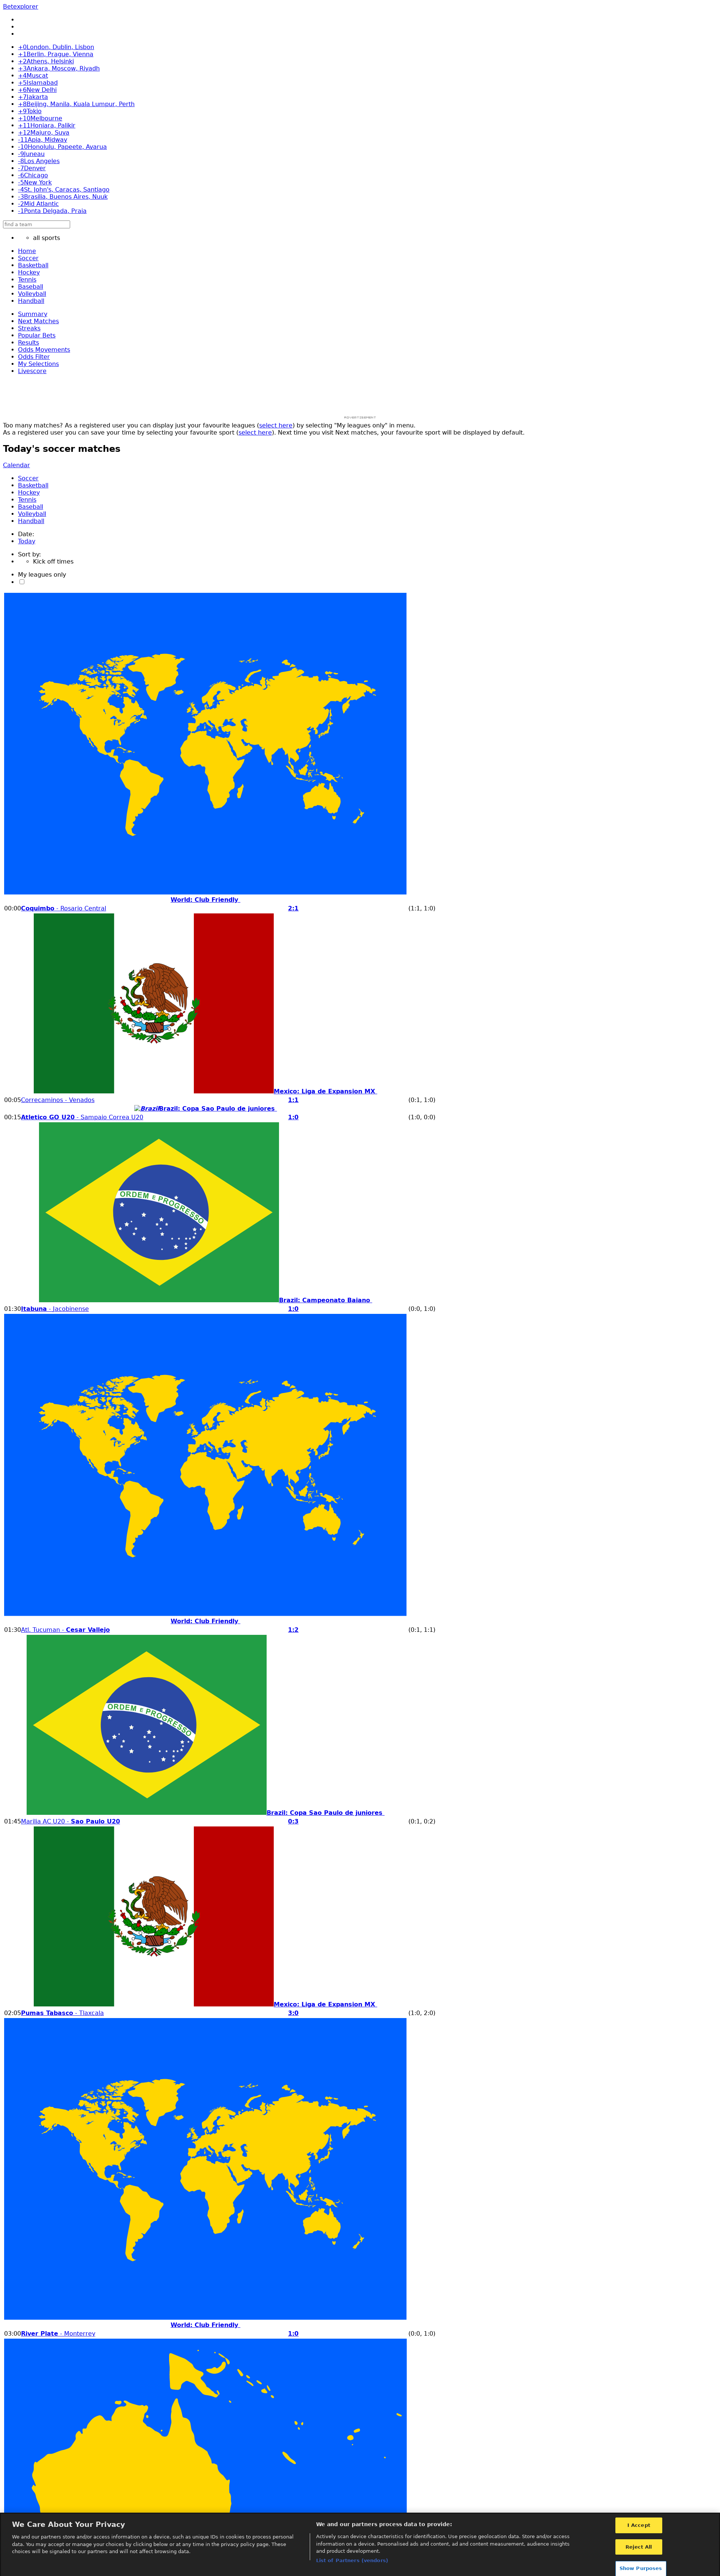 Betexplorer
+0London, Dublin, Lisbon
+1Berlin, Prague, Vienna
+2Athens, Helsinki
+3Ankara, Moscow, Riyadh
+4Muscat
+5Islamabad
+6New Delhi
+7Jakarta
+8Beijing, Manila, Kuala Lumpur, Perth
+9Tokio
+10Melbourne
+11Honiara, Palikir
+12Majuro, Suva
-11Apia, Midway
-10Honolulu, Papeete, Avarua
-9Juneau
-8Los Angeles
-7Denver
-6Chicago
-5New York
-4St. John's, Caracas, Santiago
-3Brasilia, Buenos Aires, Nuuk
-2Mid Atlantic
-1Ponta Delgada, Praia
find a team
all sports
Home
Soccer
Basketball
Hockey
Tennis
Baseball
Volleyball
Handball
Summary
Next Matches
Streaks
Popular Bets
Results
Odds Movements
Odds Filter
My Selections
Livescore
ADVERTISEMENT
Too many matches? As a registered user you can display just your favourite leagues (select here) by selecting "My leagues only" in menu.
As a registered user you can save your time by selecting your favourite sport (select here). Next time you visit Next matches, your favourite sport will be displayed by default.
Today's soccer matches
Calendar
Soccer
Basketball
Hockey
Tennis
Baseball
Volleyball
Handball
Date:
Today
Sort by:
Kick off times
My leagues only
World: Club Friendly
00:00Coquimbo - Rosario Central 2:1 (1:1, 1:0)
Mexico: Liga de Expansion MX
00:05Correcaminos - Venados 1:1 (0:1, 1:0)
BrazilBrazil: Copa Sao Paulo de juniores
00:15Atletico GO U20 - Sampaio Correa U20 1:0 (1:0, 0:0)
ORDEM E PROGRESSO
Brazil: Campeonato Baiano
01:30Itabuna - Jacobinense 1:0 (0:0, 1:0)
World: Club Friendly
01:30Atl. Tucuman - Cesar Vallejo 1:2 (0:1, 1:1)
ORDEM E PROGRESSO
Brazil: Copa Sao Paulo de juniores
01:45Marilia AC U20 - Sao Paulo U20 0:3 (0:1, 0:2)
Mexico: Liga de Expansion MX
02:05Pumas Tabasco - Tlaxcala 3:0 (1:0, 2:0)
World: Club Friendly
03:00River Plate - Monterrey 1:0 (0:0, 1:0)
We Care About Your Privacy
We and our partners store and/or access information on a device, such as unique IDs in cookies to process personal
data. You may accept or manage your choices by clicking below or at any time in the privacy policy page. These
choices will be signaled to our partners and will not affect browsing data.
We and our partners process data to provide:
Actively scan device characteristics for identification. Use precise geolocation data. Store and/or access
information on a device. Personalised ads and content, ad and content measurement, audience insights
and product development.
List of Partners (vendors)
I Accept
Reject All
Show Purposes